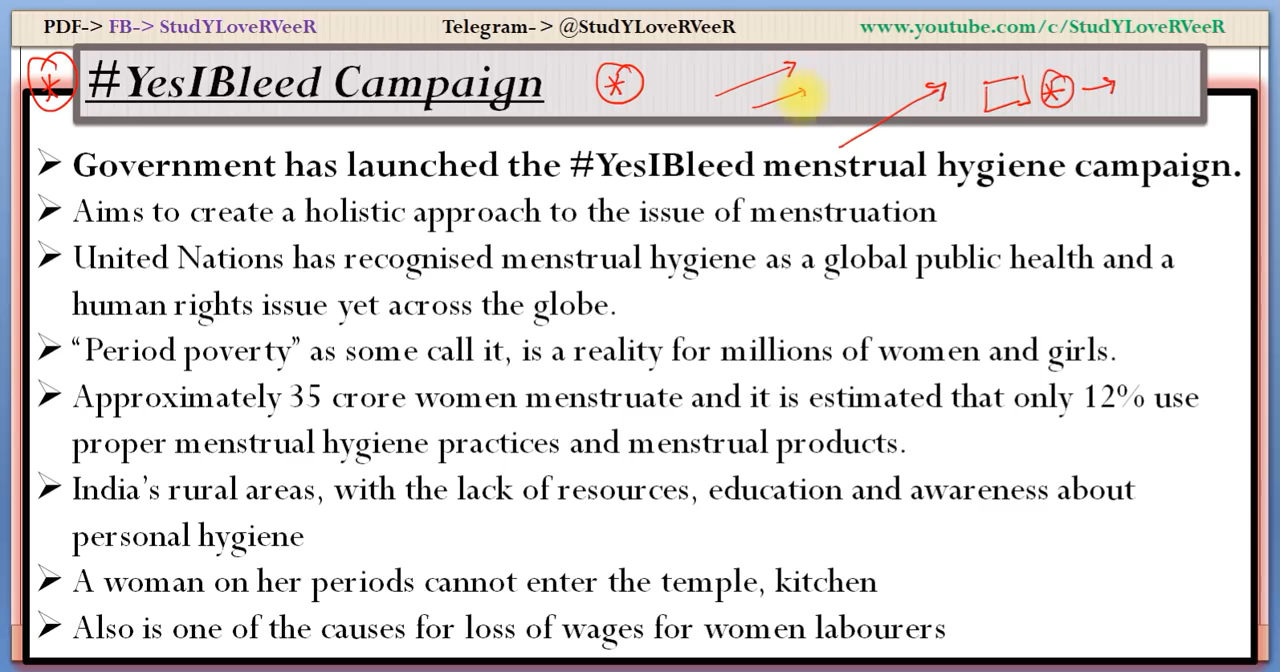 PDF-> FB-> StudYLoveRVeeR Telegram- > @StudYLoveRVeeR www.youtube.com/c/StudYLoveRVeeR
#YesIBleed Campaign
Government has launched the #YesIBleed menstrual hygiene campaign.
Aims to create a holistic approach to the issue of menstruation
United Nations has recognised menstrual hygiene as a global public health and a
human rights issue yet across the globe.
“Period poverty” as some call it, is a reality for millions of women and girls.
Approximately 35 crore women menstruate and it is estimated that only 12% use
proper menstrual hygiene practices and menstrual products.
India’s rural areas, with the lack of resources, education and awareness about
personal hygiene
A woman on her periods cannot enter the temple, kitchen
Also is one of the causes for loss of wages for women labourers